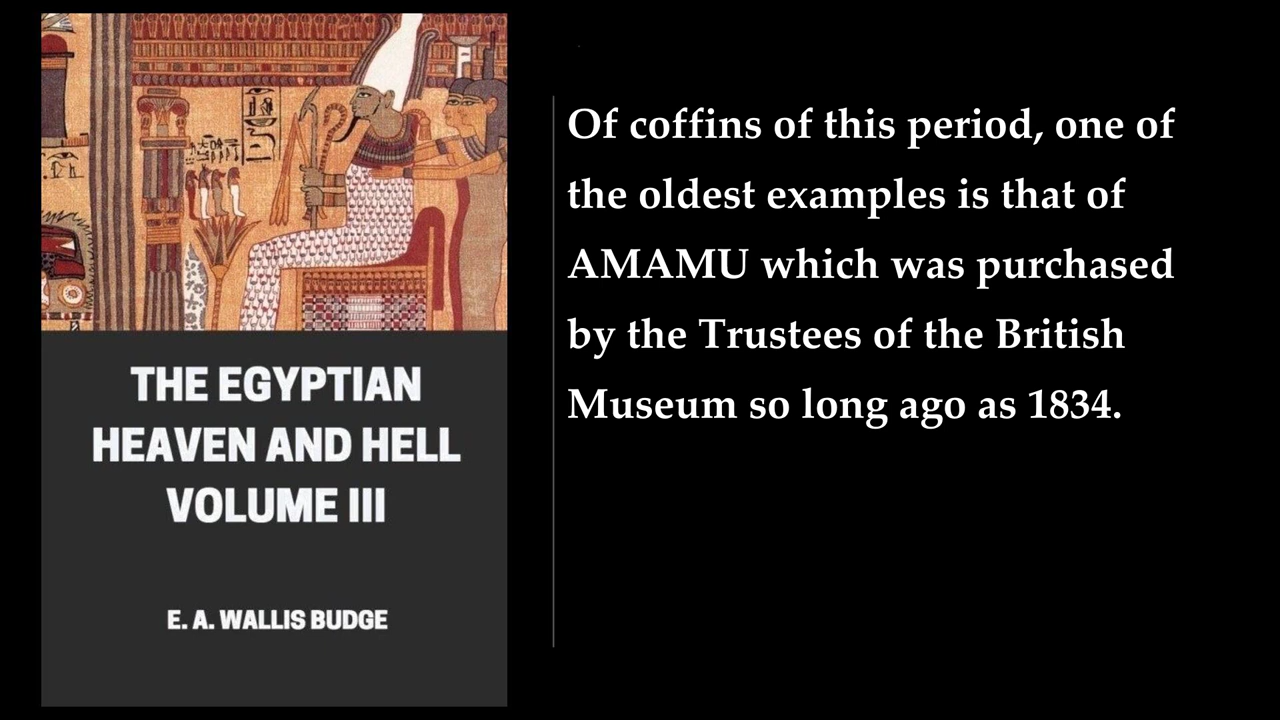 THE EGYPTIAN
HEAVEN AND HELL
VOLUME III
E. A. WALLIS BUDGE
Of coffins of this period, one of
the oldest examples is that of
AMAMU which was purchased
by the Trustees of the British
Museum so long ago as 1834.